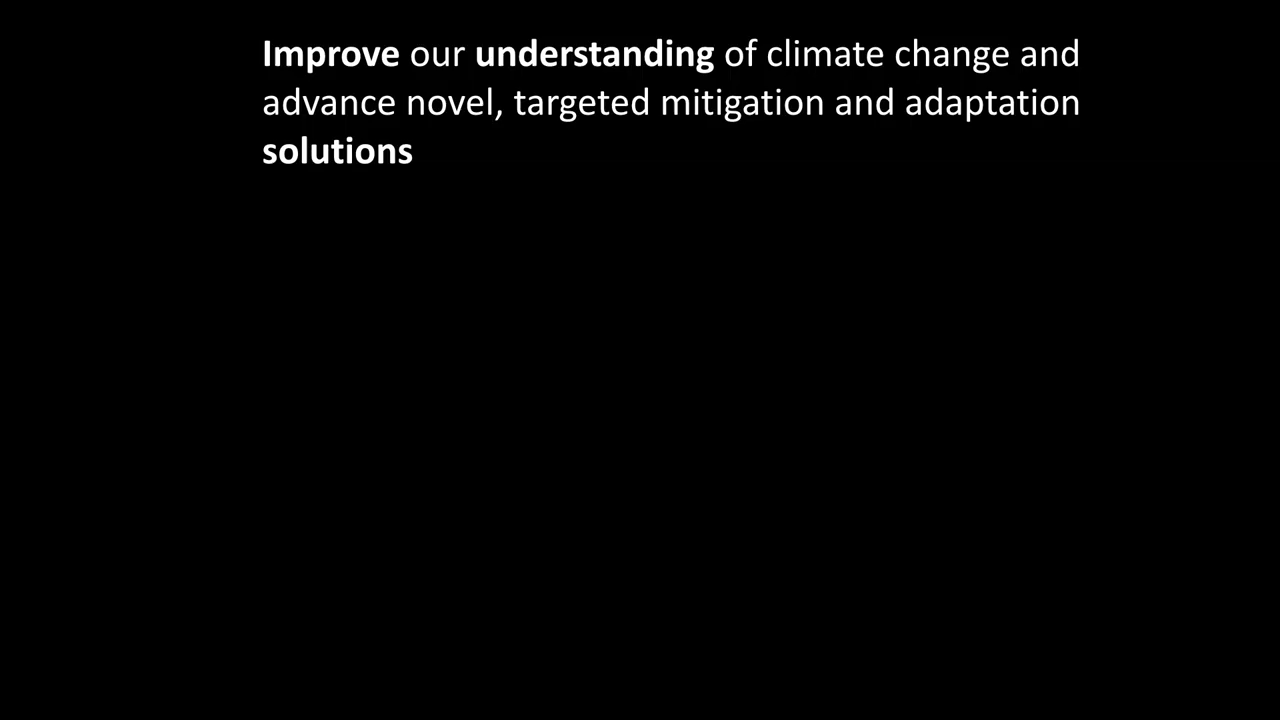 Improve our understanding of climate change and
advance novel, targeted mitigation and adaptation
solutions